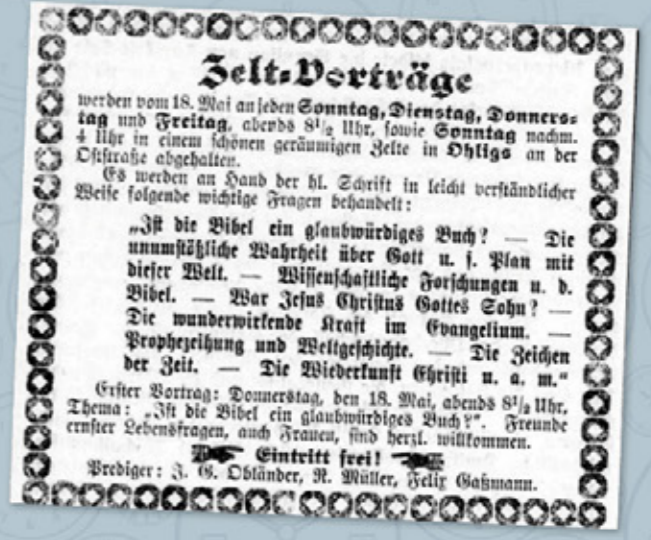 Zelt-Vorträge
werden vom 18. Mai an jeden Sonntag, Dienstag, Donners-
tag und Freitag, abends 8½ Uhr, sowie Sonntag nachm.
4 Uhr in einem schönen geräumigen Zelte in Ohligs an der
Oststraße abgehalten.
Es werden an Hand der hl. Schrift in leicht verständlicher
Weise folgende wichtige Fragen behandelt:
„Ist die Bibel ein glaubwürdiges Buch? — Die
unumstößliche Wahrheit über Gott u. s. Plan mit
dieser Welt. — Wissenschaftliche Forschungen u. d.
Bibel. — War Jesus Christus Gottes Sohn? —
Die wunderwirkende Kraft im Evangelium. —
Prophezeihung und Weltgeschichte. — Die Zeichen
der Zeit. — Die Wiederkunft Christi u. a. m.“
Erster Vortrag: Donnerstag, den 18. Mai, abends 8½ Uhr,
Thema: „Ist die Bibel ein glaubwürdiges Buch?“. Freunde
ernster Lebensfragen, auch Frauen, sind herzl. willkommen.
Eintritt frei!
Prediger: J. G. Obländer, R. Müller, Felix Gaßmann.